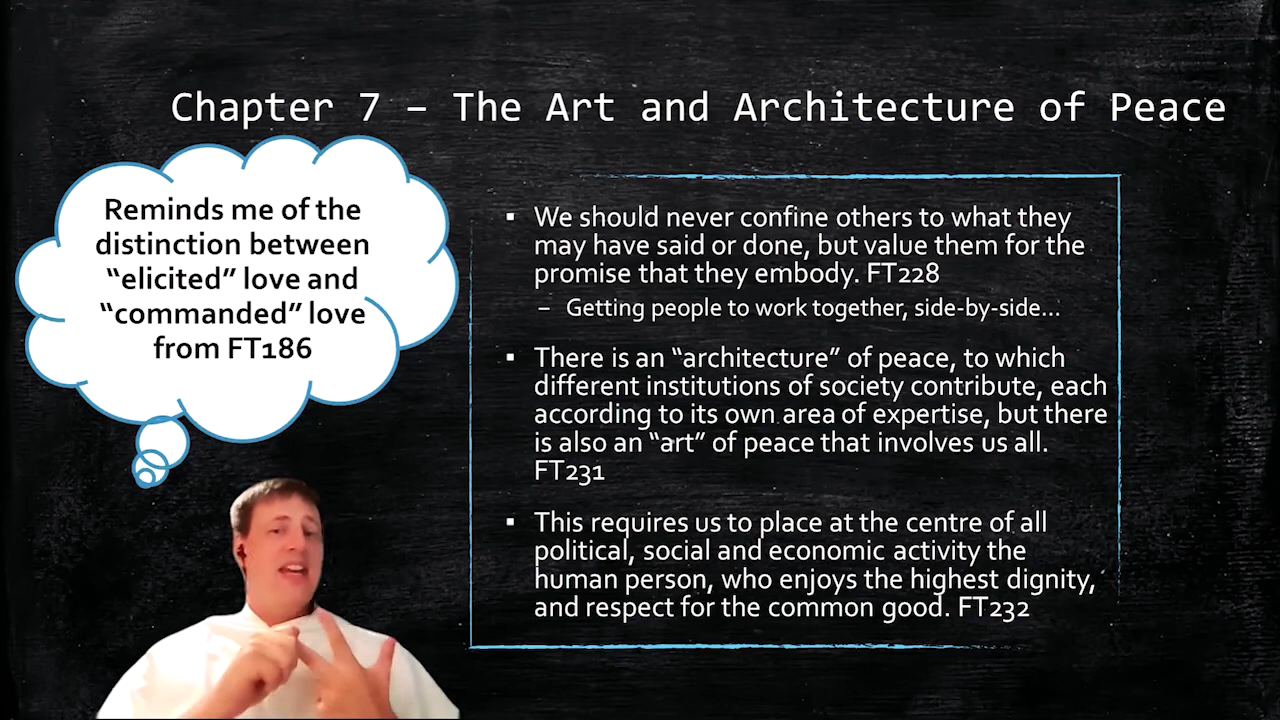 Chapter 7 – The Art and Architecture of Peace
Reminds me of the
distinction between
“elicited” love and
“commanded” love
from FT186
▪ We should never confine others to what they
may have said or done, but value them for the
promise that they embody. FT228
– Getting people to work together, side-by-side…
▪ There is an “architecture” of peace, to which
different institutions of society contribute, each
according to its own area of expertise, but there
is also an “art” of peace that involves us all.
FT231
▪ This requires us to place at the centre of all
political, social and economic activity the
human person, who enjoys the highest dignity,
and respect for the common good. FT232